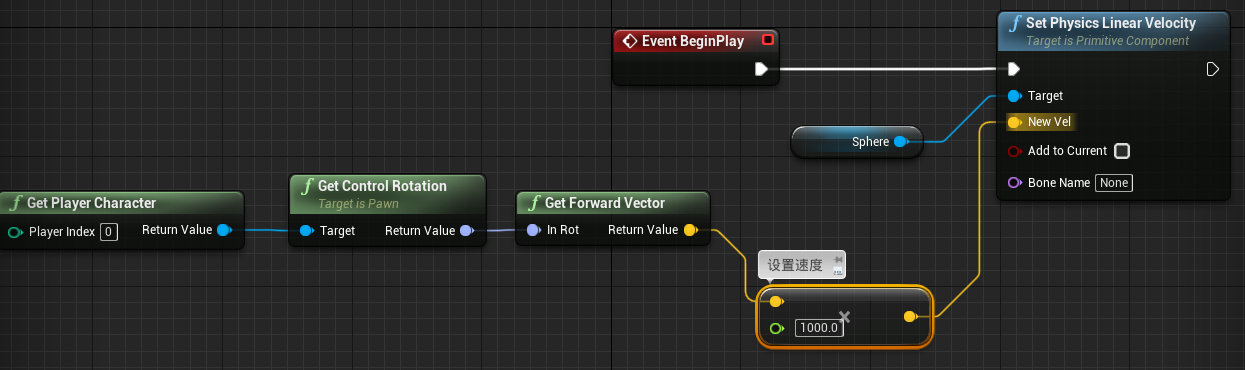 Event BeginPlay
Set Physics Linear Velocity
Target is Primitive Component
Target
New Vel
Add to Current
Bone Name None
Sphere
Get Player Character
Player Index 0 Return Value
Get Control Rotation
Target is Pawn
Target Return Value
Get Forward Vector
In Rot Return Value
设置速度
1000.0